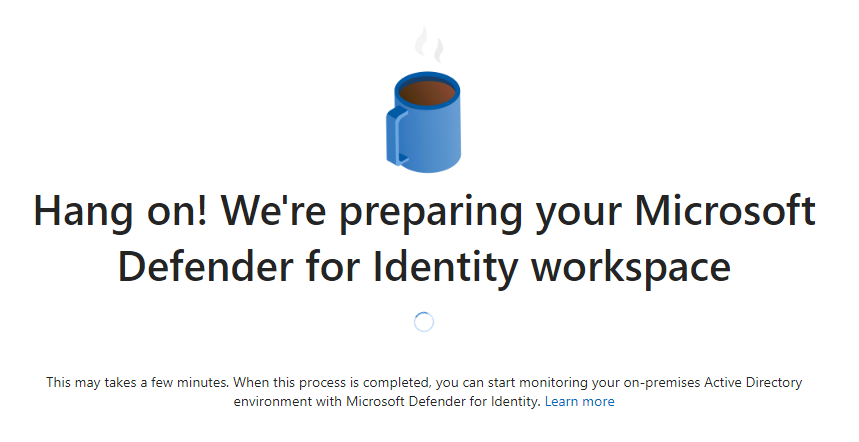 Hang on! We're preparing your Microsoft
Defender for Identity workspace
This may takes a few minutes. When this process is completed, you can start monitoring your on-premises Active Directory
environment with Microsoft Defender for Identity. Learn more